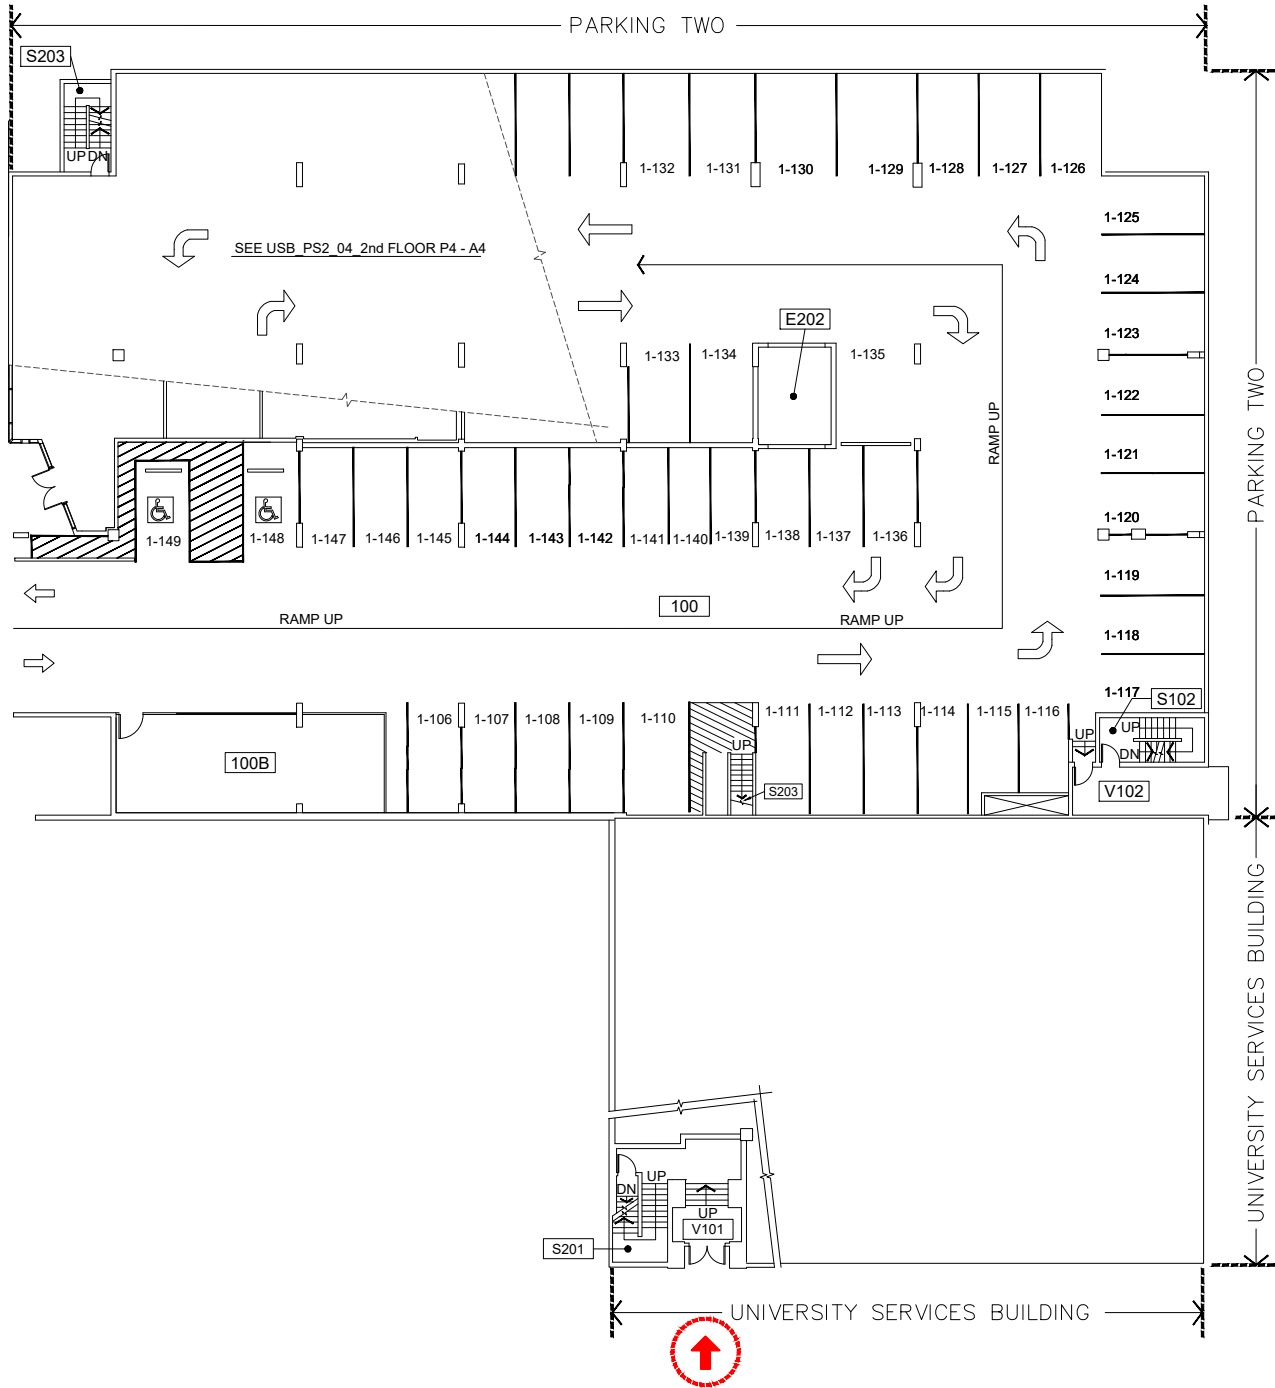 PARKING TWO
S203
UP DN
1-132 1-131 1-130 1-129 1-128 1-127 1-126
1-125
SEE USB_PS2_04_2nd FLOOR P4 - A4
1-124
E202
1-123
1-133 1-134 1-135
1-122
RAMP UP
PARKING TWO
1-121
1-120
1-149 1-148 1-147 1-146 1-145 1-144 1-143 1-142 1-141 1-140 1-139 1-138 1-137 1-136
1-119
100
RAMP UP
RAMP UP
1-118
1-117
S102
1-106 1-107 1-108 1-109 1-110 1-111 1-112 1-113 1-114 1-115 1-116
UP
UP
UP
DN
100B
S203
V102
UNIVERSITY SERVICES BUILDING
UP
DN
UP
V101
S201
UNIVERSITY SERVICES BUILDING